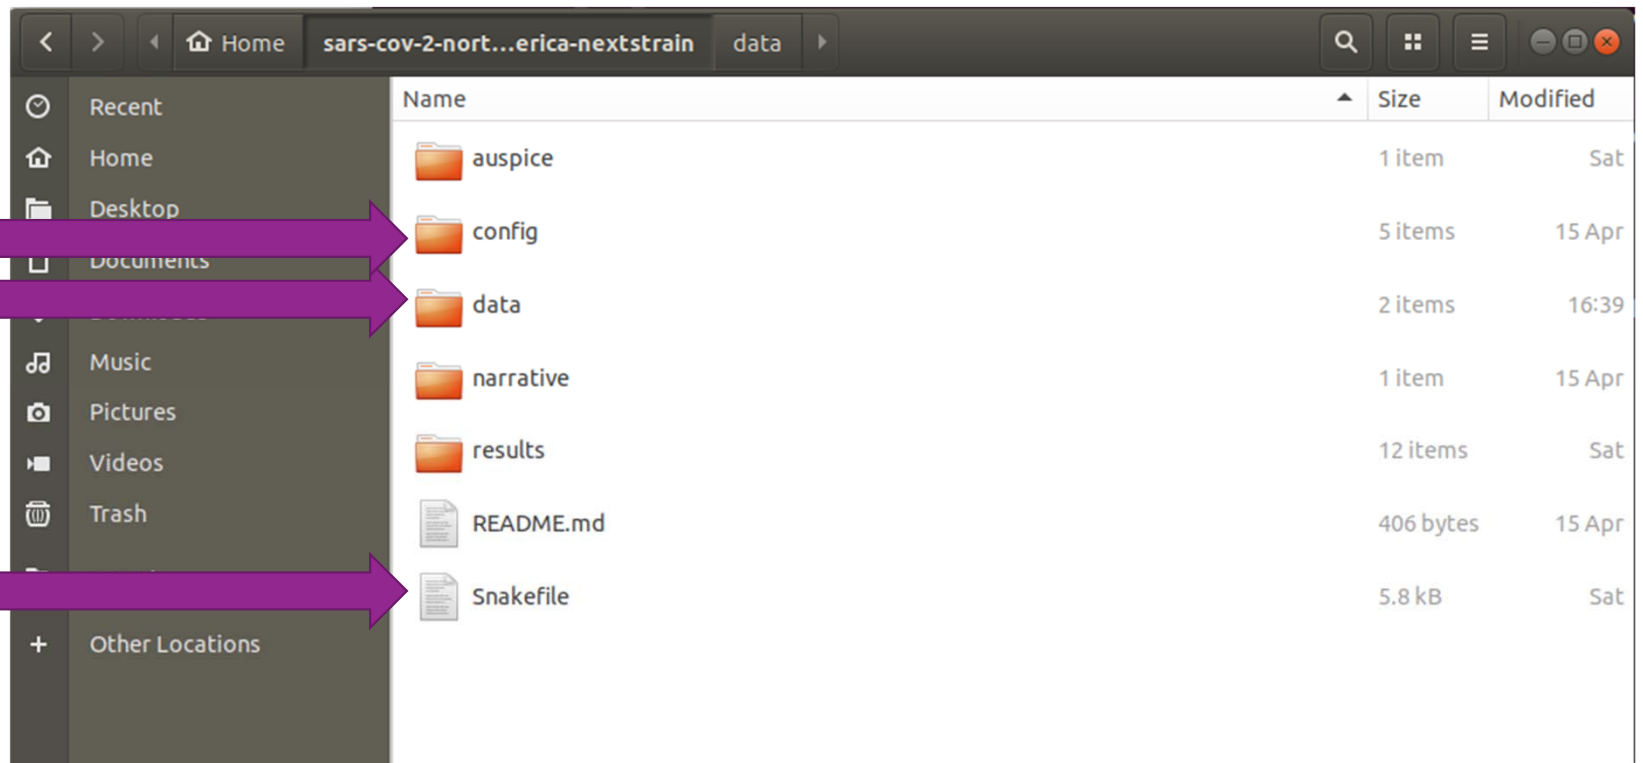 Home sars-cov-2-nort...erica-nextstrain data
Recent
Home
Desktop
Documents
Music
Pictures
Videos
Trash
Other Locations
Name Size Modified
auspice 1 item Sat
config 5 items 15 Apr
data 2 items 16:39
narrative 1 item 15 Apr
results 12 items Sat
README.md 406 bytes 15 Apr
Snakefile 5.8 kB Sat